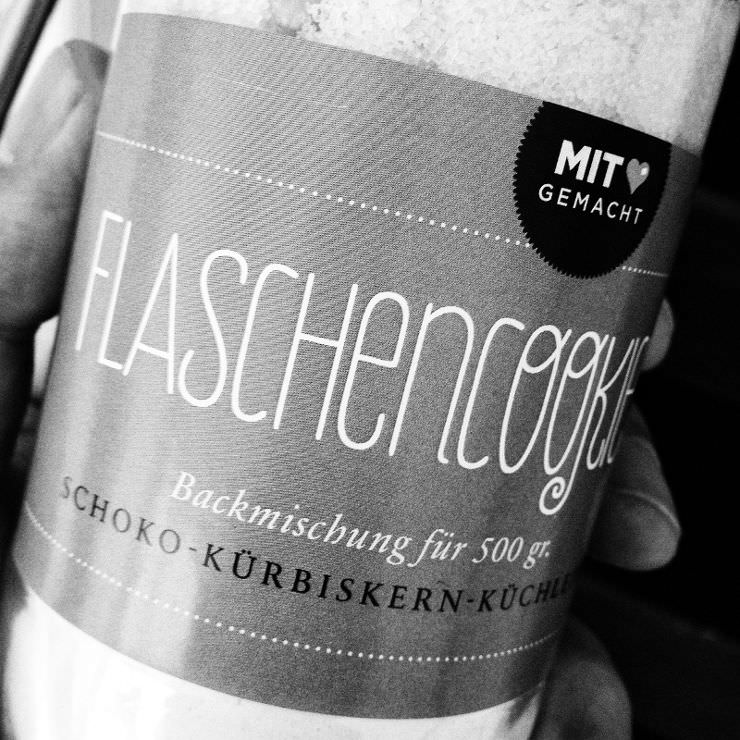 MIT
GEMACHT
FLASCHENCOOKIE
Backmischung für 500 gr.
SCHOKO-KÜRBISKERN-KÜCHLE